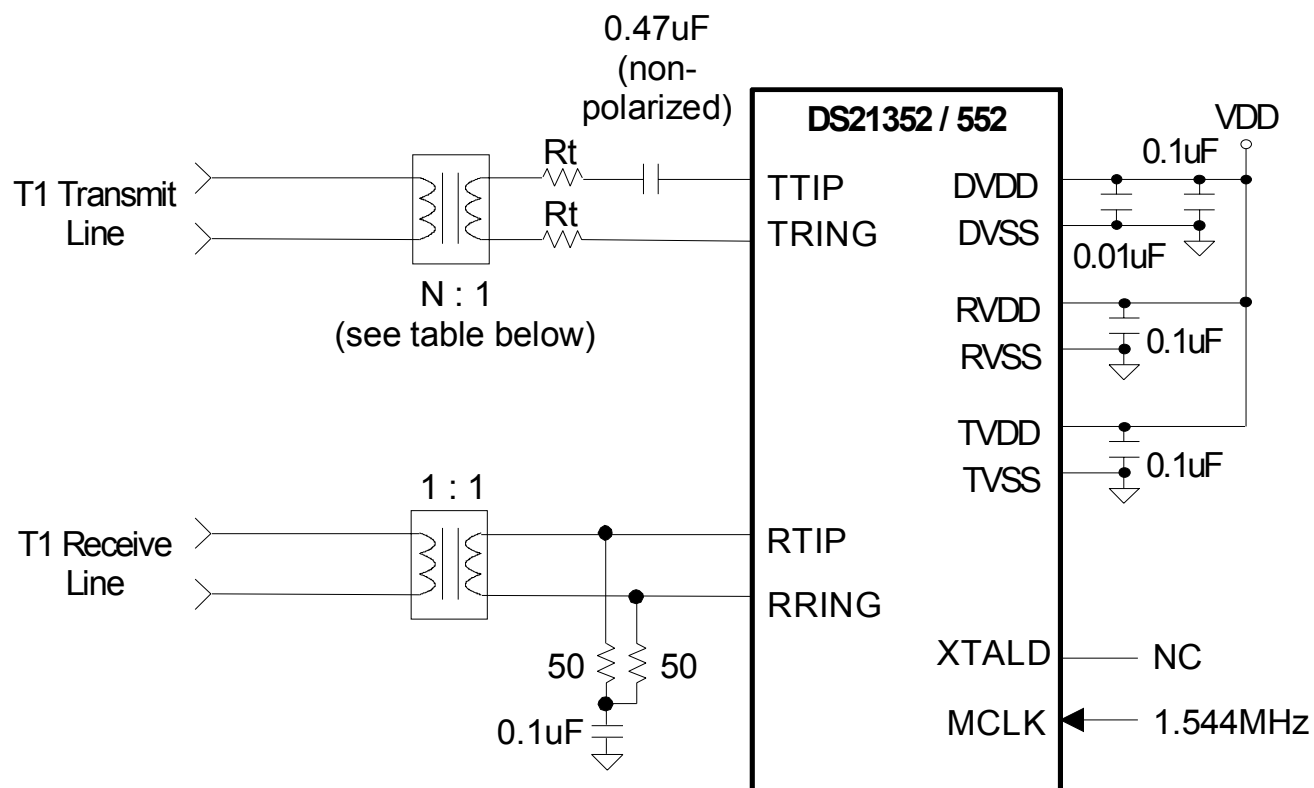 0.47uF
(non-
polarized)
DS21352 / 552
VDD
0.1uF
Rt
T1 Transmit
Line
TTIP
DVDD
Rt
TRING
DVSS
0.01uF
N : 1
(see table below)
RVDD
0.1uF
RVSS
TVDD
0.1uF
TVSS
1 : 1
T1 Receive
Line
RTIP
RRING
50
50
XTALD
NC
0.1uF
MCLK
1.544MHz